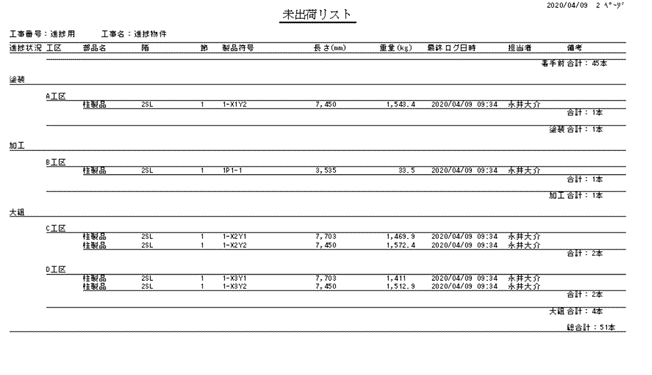 2020/04/09 2 ﾍﾟｰｼﾞ
未出荷リスト
工事番号：進捗用 工事名：進捗物件
進捗状況 工区 部品名 階 節 製品符号 長さ(mm) 重量(kg) 最終ログ日時 担当者 備考
着手前 合計： 45本
塗装
A工区
柱製品 2SL 1 1-X1Y2 7,450 1,543.4 2020/04/09 09:34 永井大介
合計： 1本
塗装 合計： 1本
加工
B工区
柱製品 2SL 1 1P1-1 3,535 33.5 2020/04/09 09:34 永井大介
合計： 1本
加工 合計： 1本
大組
C工区
柱製品 2SL 1 1-X2Y1 7,703 1,469.9 2020/04/09 09:34 永井大介
柱製品 2SL 1 1-X2Y2 7,450 1,572.4 2020/04/09 09:34 永井大介
合計： 2本
D工区
柱製品 2SL 1 1-X3Y1 7,703 1,411 2020/04/09 09:34 永井大介
柱製品 2SL 1 1-X3Y2 7,450 1,512.9 2020/04/09 09:34 永井大介
合計： 2本
大組 合計： 4本
総合計： 51本